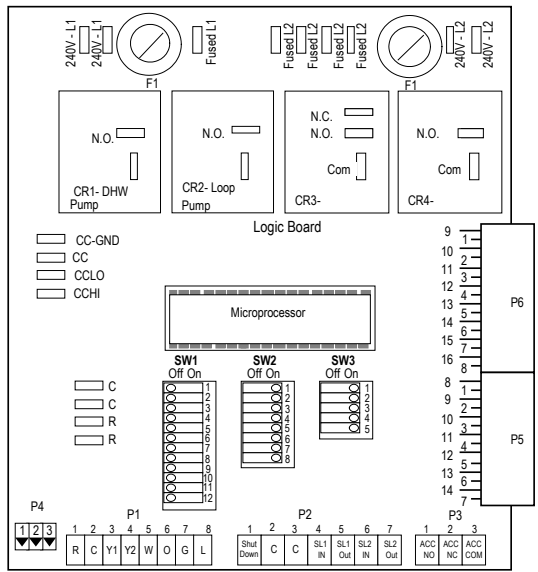 240V - L1
240V - L1
Fused L1
Fused L2
Fused L2
Fused L2
Fused L2
240V - L2
240V - L2
F1
F1
N.O.
CR1- DHW
Pump
N.O.
CR2- Loop
Pump
N.C.
N.O.
Com
CR3-
N.O.
Com
CR4-
Logic Board
CC-GND
CC
CCLO
CCHI
Microprocessor
SW1
Off On
1
2
3
4
5
6
7
8
9
10
11
12
SW2
Off On
1
2
3
4
5
6
7
8
SW3
Off On
1
2
3
4
5
C
C
R
R
9
1
10
2
11
3
12
4
13
5
14
6
15
7
16
8
P6
8
1
9
2
10
3
11
4
12
5
13
6
14
7
P5
P4
1 2 3
P1
1 2 3 4 5 6 7 8
R C Y1 Y2 W O G L
P2
1 2 3 4 5 6 7
Shut Down C C SL1 IN SL1 Out SL2 IN SL2 Out
P3
1 2 3
ACC NO ACC NC ACC COM